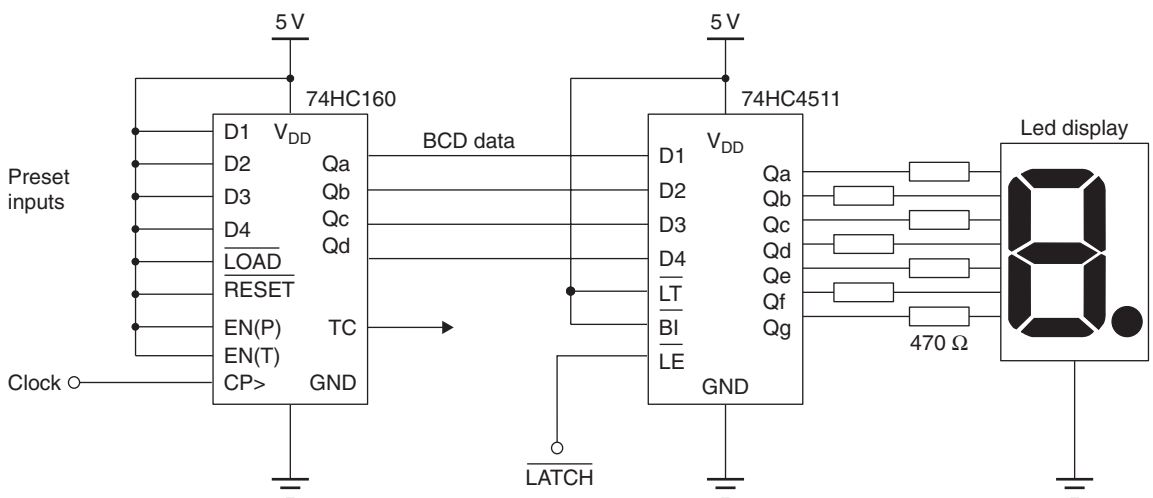 5 V
5 V
74HC160
74HC4511
Led display
Preset
inputs
D1
D2
D3
D4
LOAD
RESET
EN(P)
EN(T)
CP>
VDD
Qa
Qb
Qc
Qd
TC
GND
Clock
BCD data
D1
D2
D3
D4
LT
BI
LE
VDD
Qa
Qb
Qc
Qd
Qe
Qf
Qg
GND
470 Ω
LATCH